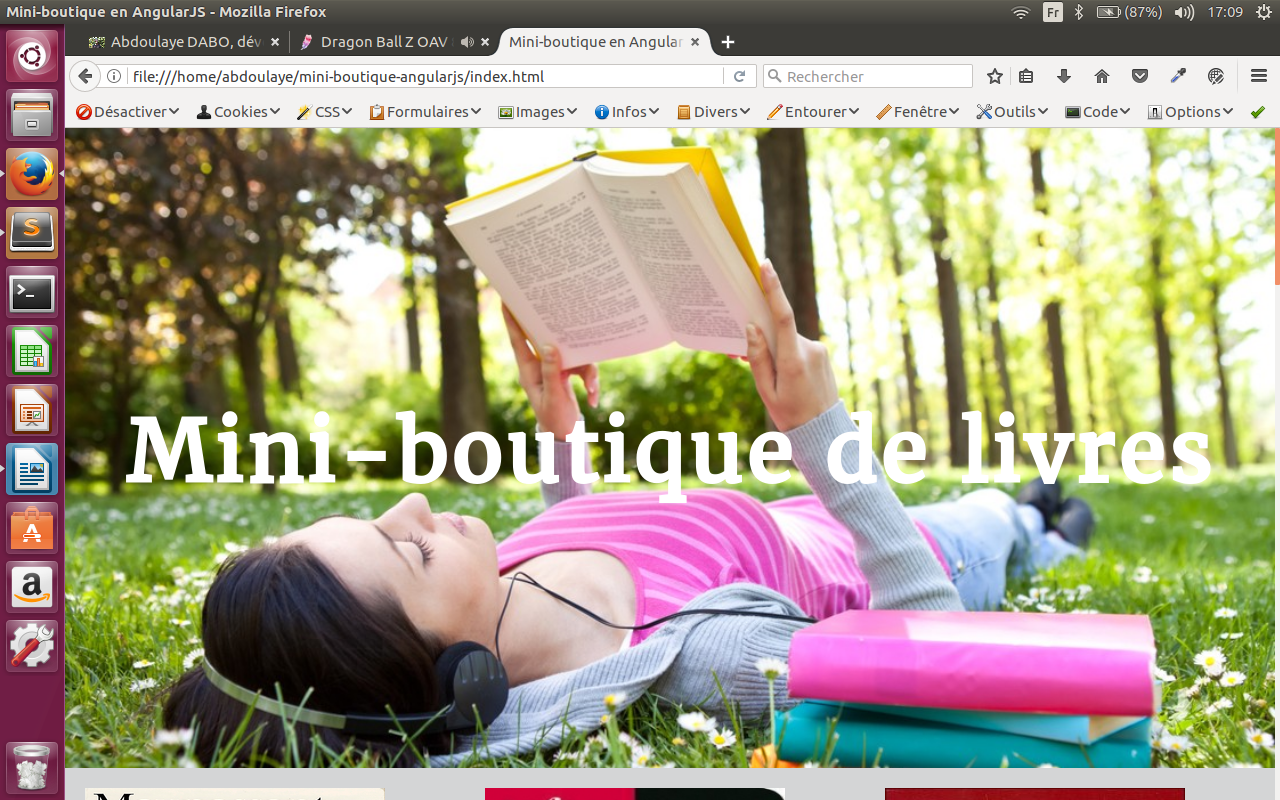 Mini-boutique en AngularJS - Mozilla Firefox
Fr (87%) 17:09
Abdoulaye DABO, dév
Dragon Ball Z OAV
Mini-boutique en Angular
file:///home/abdoulaye/mini-boutique-angularjs/index.html
Rechercher
Désactiver Cookies CSS Formulaires Images Infos Divers Entourer Fenêtre Outils Code Options
Mini-boutique de livres